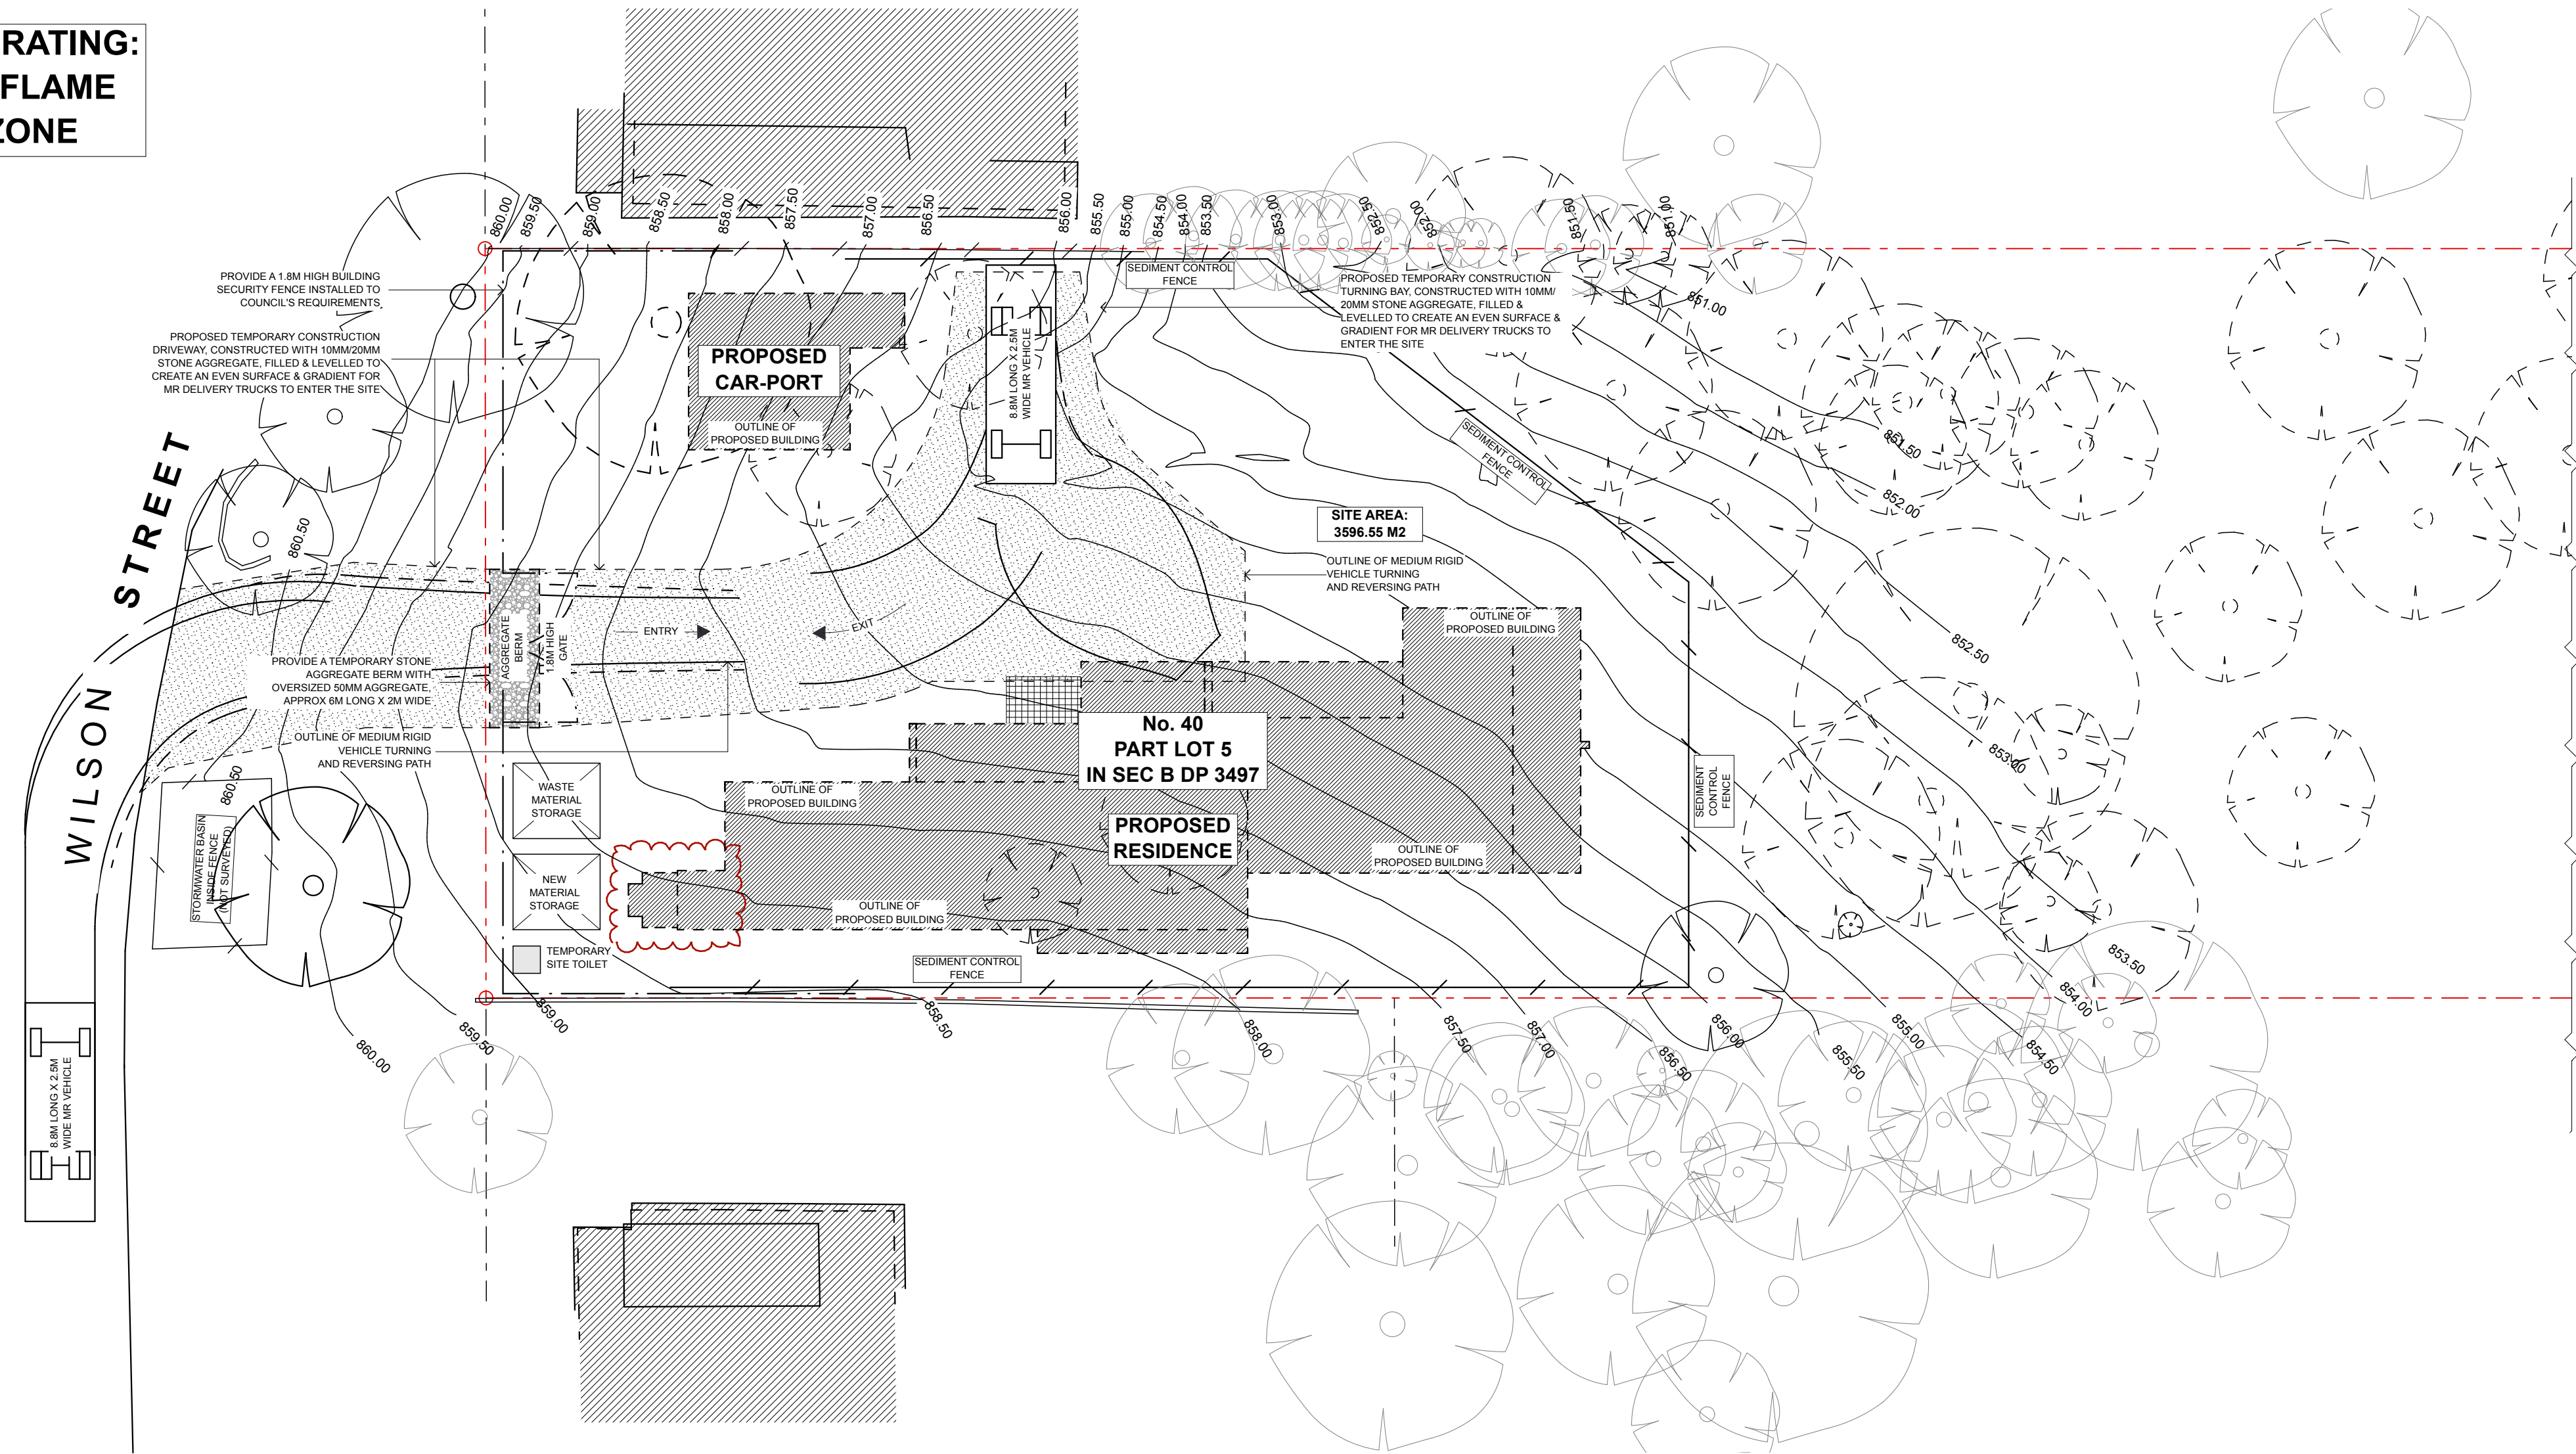 RATING:
FLAME
ZONE
860.00
859.50
859.00
858.50
858.00
857.50
857.00
856.50
856.00
855.50
855.00
854.50
854.00
853.50
853.00
852.50
852.00
851.50
851.00
PROVIDE A 1.8M HIGH BUILDING
SECURITY FENCE INSTALLED TO
COUNCIL'S REQUIREMENTS
PROPOSED TEMPORARY CONSTRUCTION
DRIVEWAY, CONSTRUCTED WITH 10MM/20MM
STONE AGGREGATE, FILLED & LEVELLED TO
CREATE AN EVEN SURFACE & GRADIENT FOR
MR DELIVERY TRUCKS TO ENTER THE SITE
SEDIMENT CONTROL
FENCE
PROPOSED TEMPORARY CONSTRUCTION
TURNING BAY, CONSTRUCTED WITH 10MM/
20MM STONE AGGREGATE, FILLED &
LEVELLED TO CREATE AN EVEN SURFACE &
GRADIENT FOR MR DELIVERY TRUCKS TO
ENTER THE SITE
851.00
PROPOSED
CAR-PORT
OUTLINE OF
PROPOSED BUILDING
8.8M LONG X 2.5M
WIDE MR VEHICLE
SEDIMENT CONTROL
FENCE
851.50
852.00
SITE AREA:
3596.55 M2
OUTLINE OF MEDIUM RIGID
VEHICLE TURNING
AND REVERSING PATH
WILSON STREET
860.50
AGGREGATE
BERM
1.8M HIGH
GATE
ENTRY
EXIT
OUTLINE OF
PROPOSED BUILDING
852.50
PROVIDE A TEMPORARY STONE
AGGREGATE BERM WITH
OVERSIZED 50MM AGGREGATE,
APPROX 6M LONG X 2M WIDE
OUTLINE OF MEDIUM RIGID
VEHICLE TURNING
AND REVERSING PATH
No. 40
PART LOT 5
IN SEC B DP 3497
853.00
860.50
WASTE
MATERIAL
STORAGE
OUTLINE OF
PROPOSED BUILDING
SEDIMENT
CONTROL
FENCE
PROPOSED
RESIDENCE
OUTLINE OF
PROPOSED BUILDING
STORMWATER BASIN
INSIDE FENCE
(NOT SURVEYED)
NEW
MATERIAL
STORAGE
OUTLINE OF
PROPOSED BUILDING
TEMPORARY
SITE TOILET
SEDIMENT CONTROL
FENCE
853.50
854.00
860.00
859.50
859.00
858.50
858.00
857.50
857.00
856.50
856.00
855.50
855.00
854.50
8.8M LONG X 2.5M
WIDE MR VEHICLE